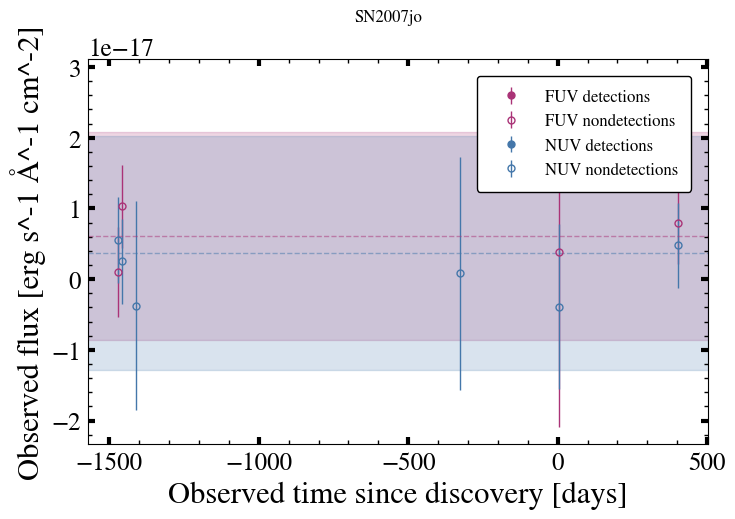 SN2007jo
1e−17
3
2
1
0
−1
−2
Observed flux [erg s^-1 Å^-1 cm^-2]
FUV detections
FUV nondetections
NUV detections
NUV nondetections
−1500 −1000 −500 0 500
Observed time since discovery [days]